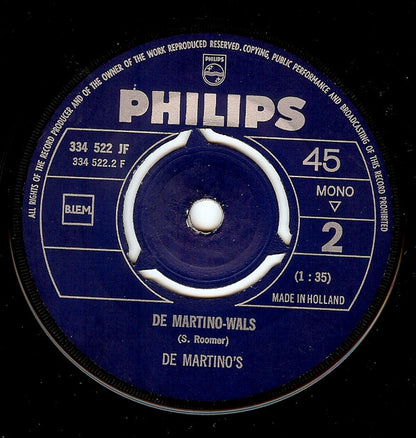 ALL RIGHTS OF THE RECORD PRODUCER AND OF THE OWNER OF THE WORK REPRODUCED RESERVED. COPYING, PUBLIC PERFORMANCE AND BROADCASTING OF THIS RECORD PROHIBITED
PHILIPS
PHILIPS
334 522 JF
334 522.2 F
45
MONO
B.I.E.M.
2
(1 : 35)
MADE IN HOLLAND
DE MARTINO-WALS
(S. Roomer)
DE MARTINO'S